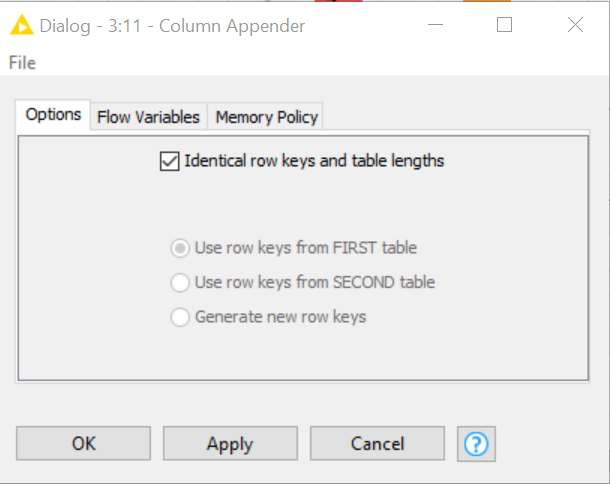 Dialog - 3:11 - Column Appender
File
Options Flow Variables Memory Policy
Identical row keys and table lengths
Use row keys from FIRST table
Use row keys from SECOND table
Generate new row keys
OK Apply Cancel ?